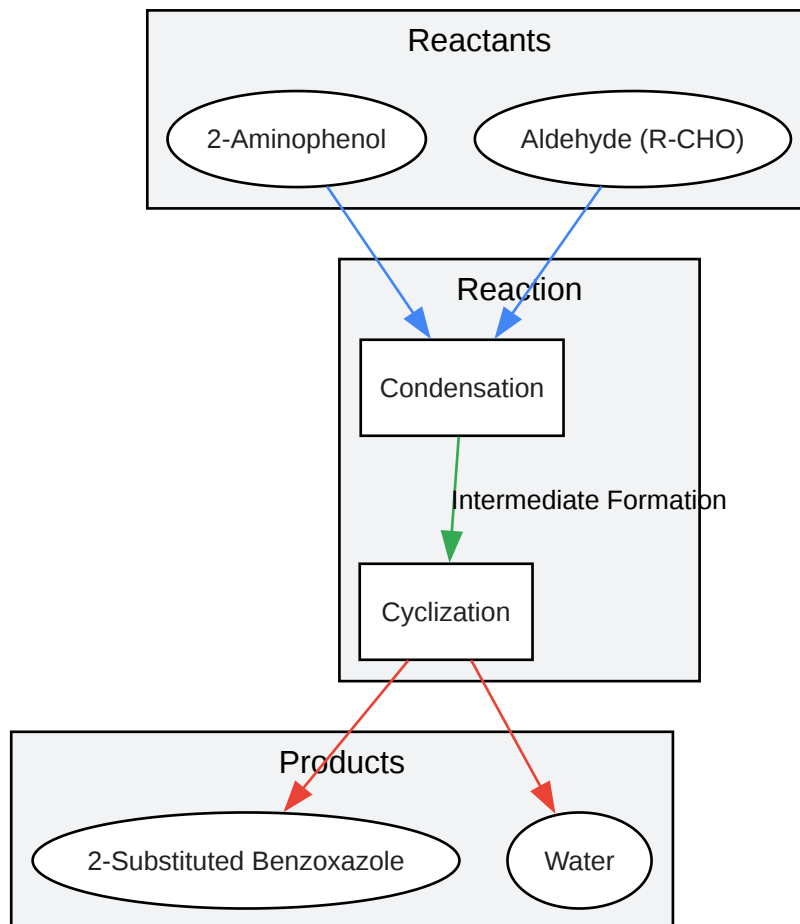 Reactants
2-Aminophenol
Aldehyde (R-CHO)
Reaction
Condensation
Intermediate Formation
Cyclization
Products
2-Substituted Benzoxazole
Water